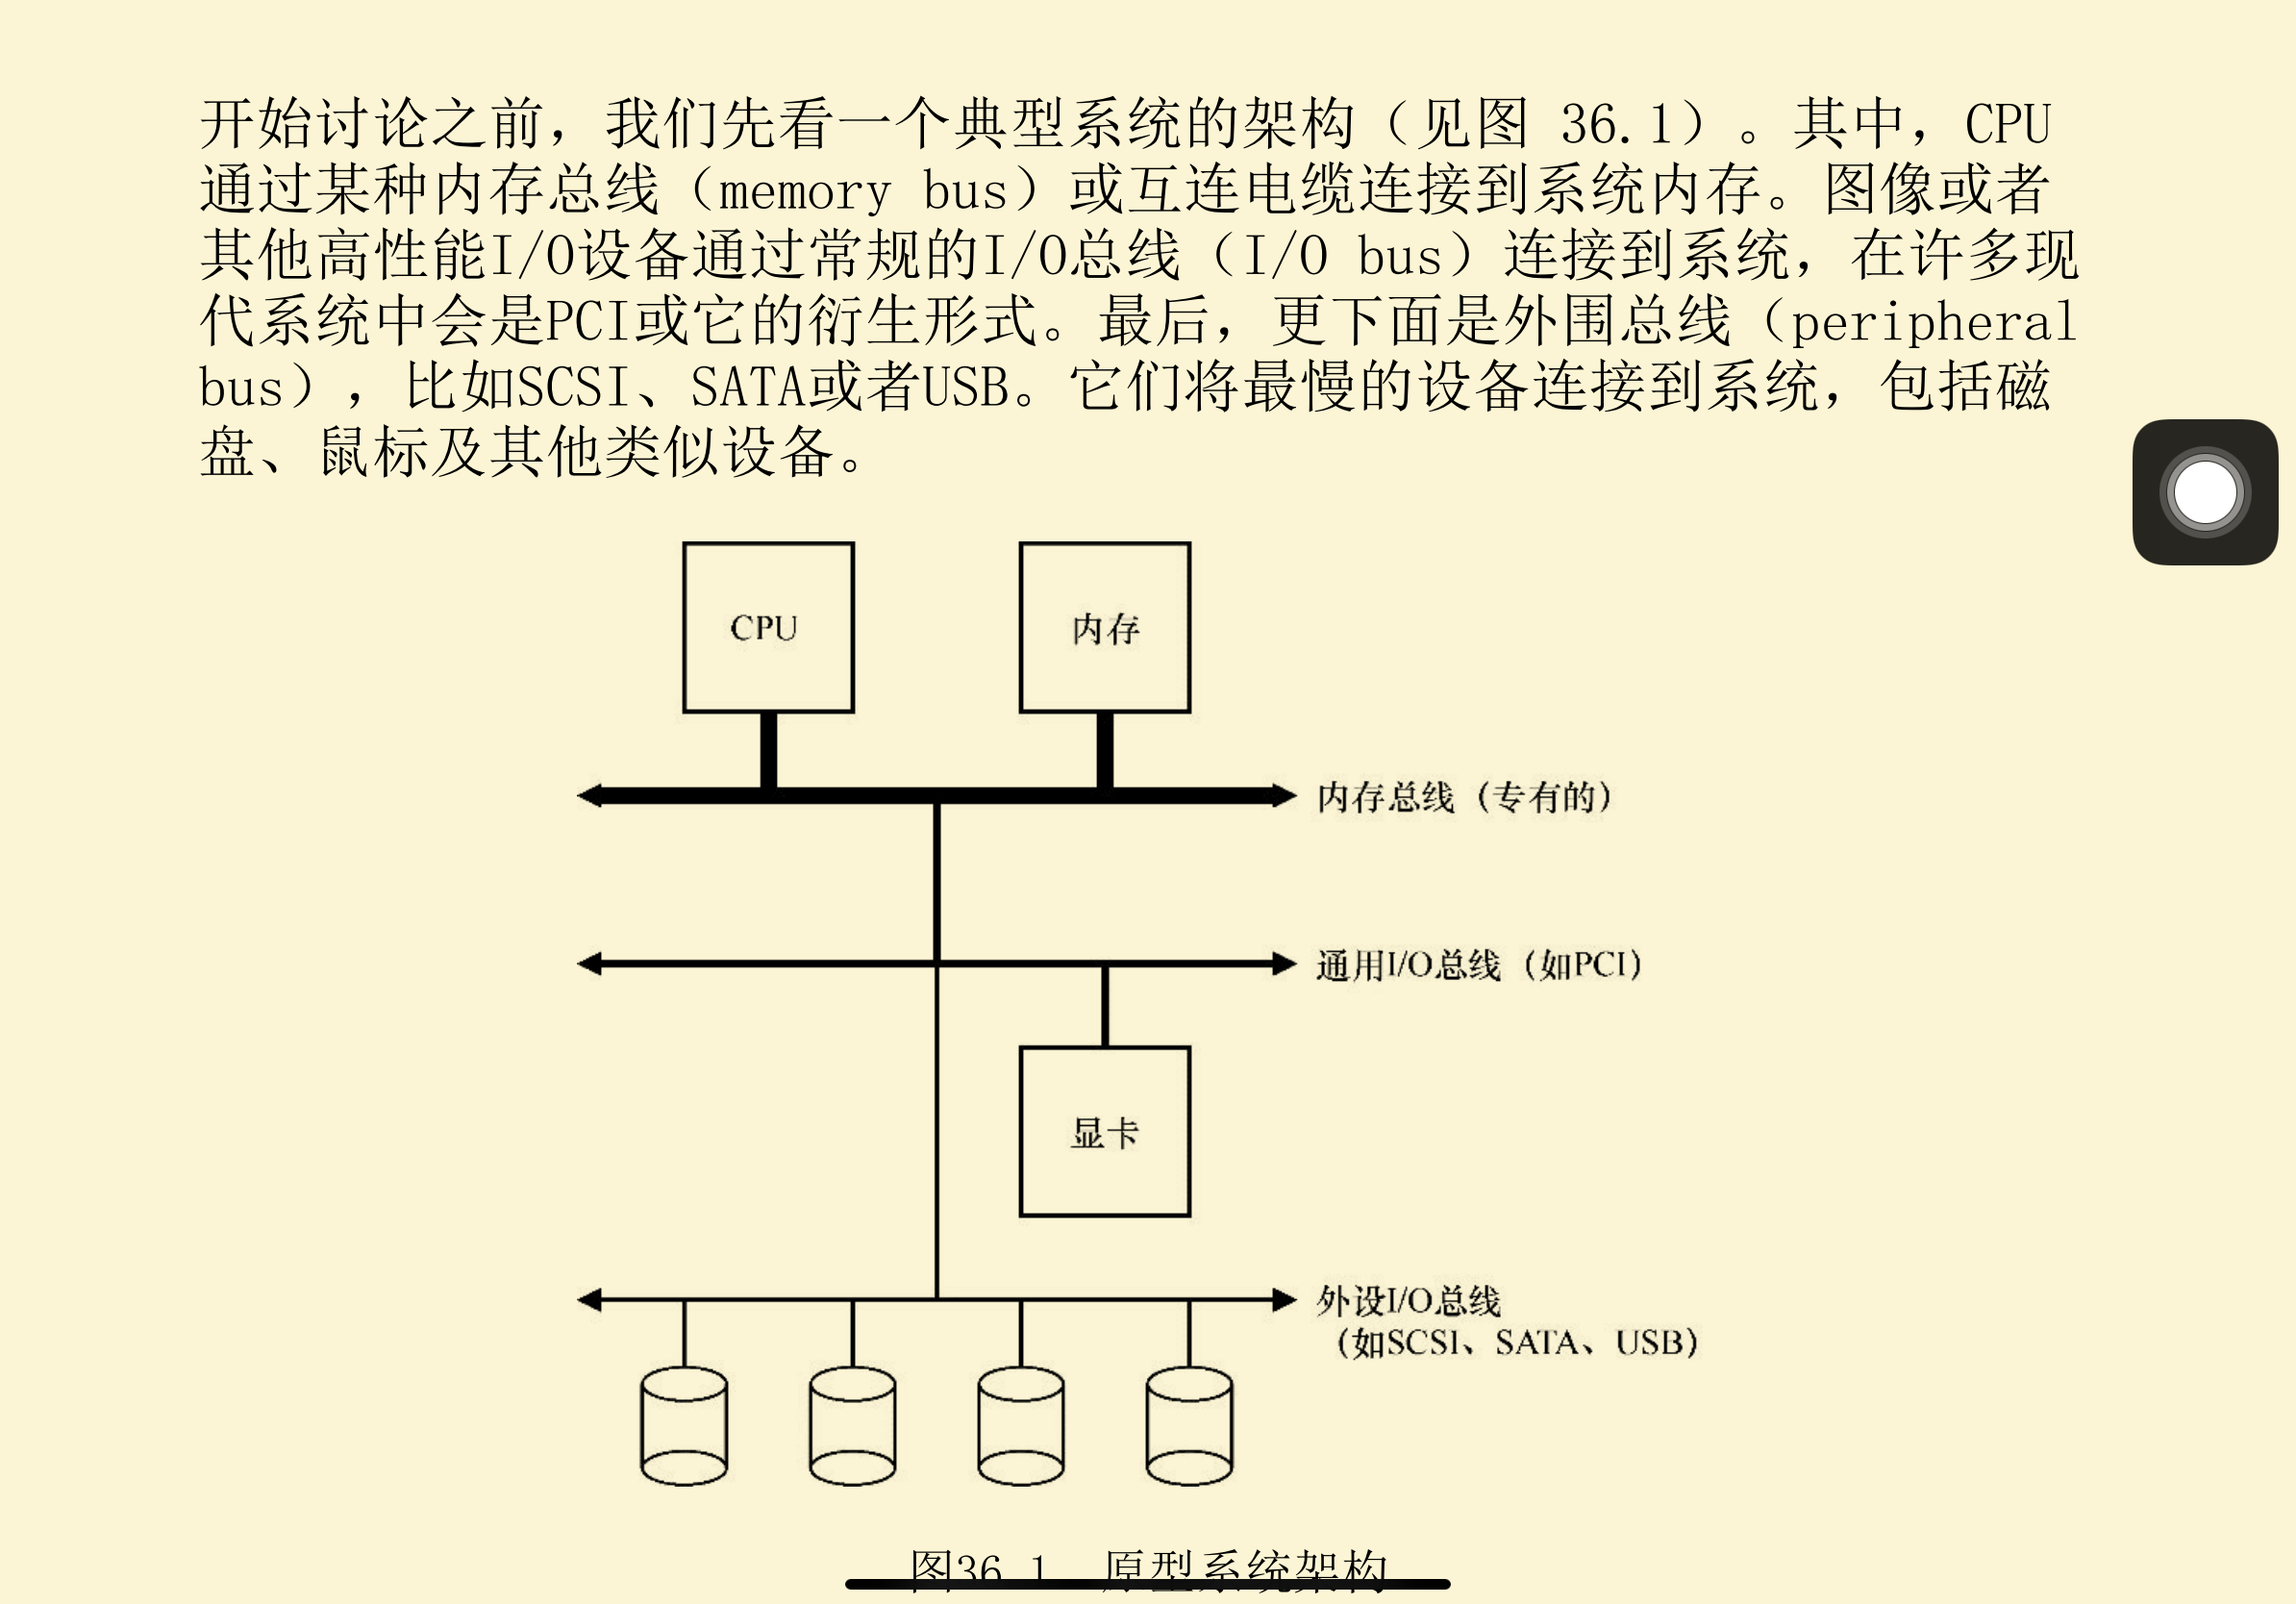 开始讨论之前，我们先看一个典型系统的架构（见图 36.1）。其中，CPU
通过某种内存总线（memory bus）或互连电缆连接到系统内存。图像或者
其他高性能I/O设备通过常规的I/O总线（I/O bus）连接到系统，在许多现
代系统中会是PCI或它的衍生形式。最后，更下面是外围总线（peripheral
bus），比如SCSI、SATA或者USB。它们将最慢的设备连接到系统，包括磁
盘、鼠标及其他类似设备。
CPU
内存
内存总线（专有的）
通用I/O总线（如PCI）
显卡
外设I/O总线
（如SCSI、SATA、USB）
图36.1 原型系统架构